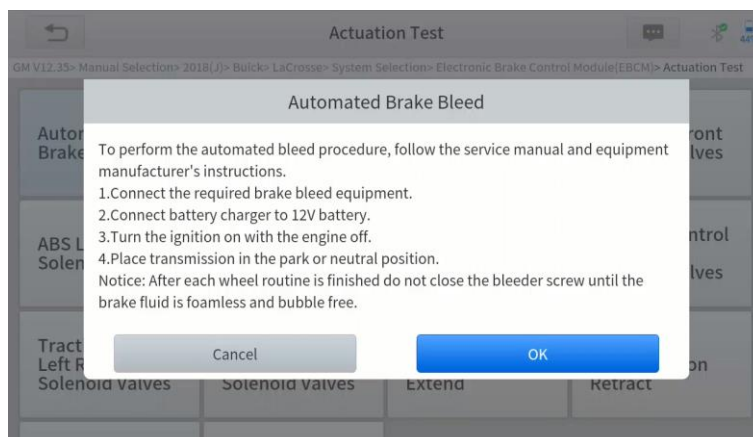 Actuation Test
GM V12.35> Manual Selection> 2018(J)> Buick> LaCrosse> System Selection> Electronic Brake Control Module(EBCM)> Actuation Test
Automated Brake Bleed
To perform the automated bleed procedure, follow the service manual and equipment
manufacturer's instructions.
1.Connect the required brake bleed equipment.
2.Connect battery charger to 12V battery.
3.Turn the ignition on with the engine off.
4.Place transmission in the park or neutral position.
Notice: After each wheel routine is finished do not close the bleeder screw until the
brake fluid is foamless and bubble free.
Cancel
OK
ABS L
Left R
Solenoid Valves
Solenoid Valves
Extend
Retract